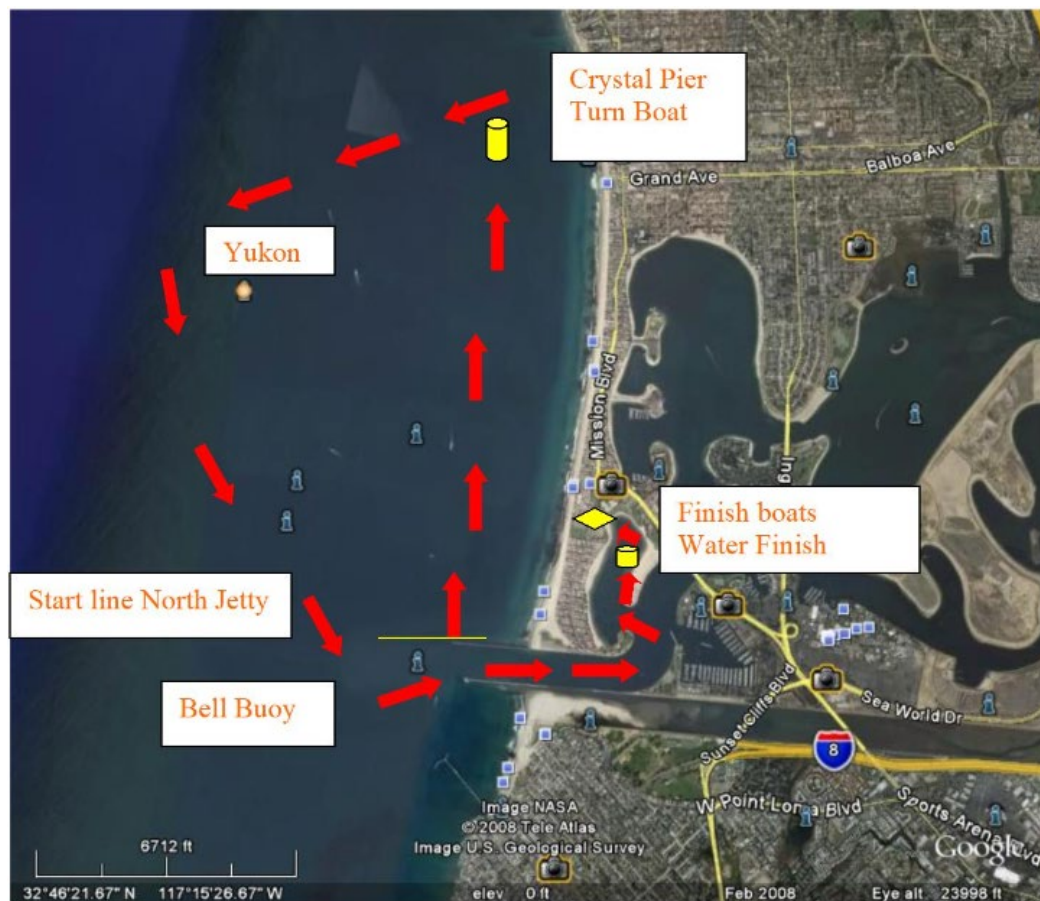 Crystal Pier
Turn Boat
Balboa Ave
Grand Ave
Yukon
Mission Blvd
Ing
Finish boats
Water Finish
Start line North Jetty
Bell Buoy
Sunset Cliffs Blvd
Sea World Dr
8
W Point Loma Blvd
Sports Arena Blvd
Image NASA
© 2008 Tele Atlas
Image U.S. Geological Survey
Google
6712 ft
32°46'21.67" N 117°15'26.67" W
elev 0 ft
Feb 2008
Eye alt 23998 ft